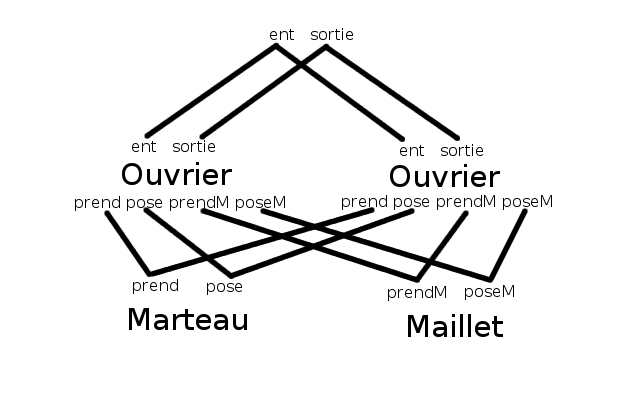 ent sortie
ent sortie ent sortie
Ouvrier Ouvrier
prend pose prendM poseM prend pose prendM poseM
prend pose prendM poseM
Marteau Maillet